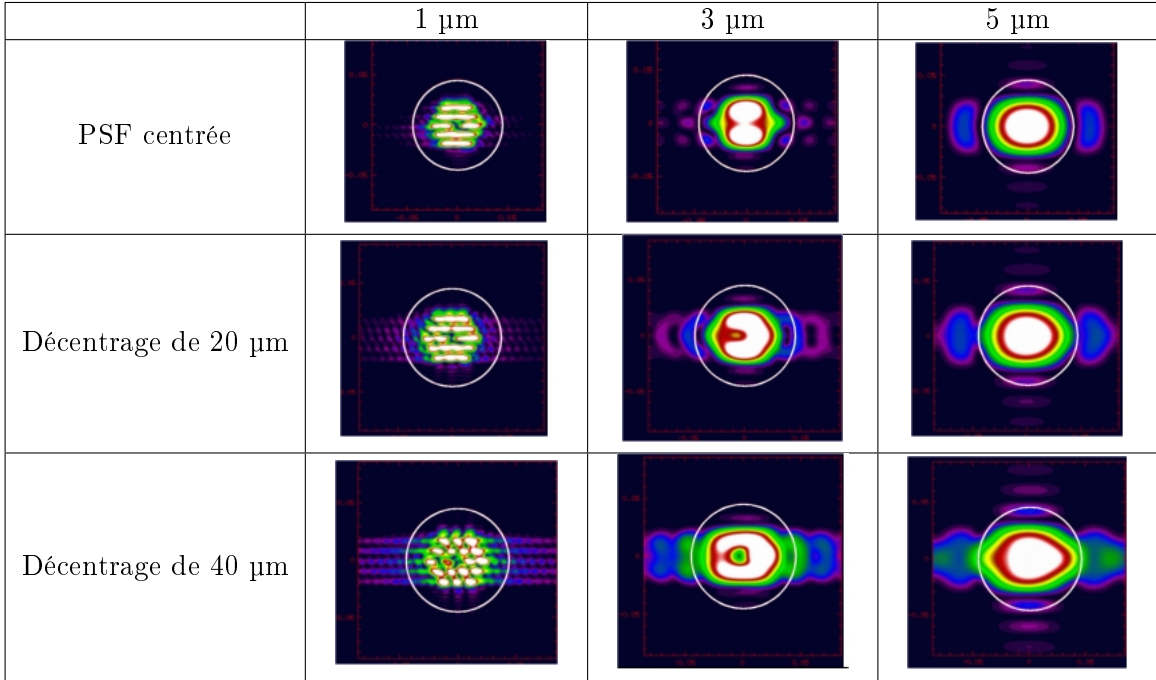 1 µm 3 µm 5 µm
PSF centrée
Décentrage de 20 µm
Décentrage de 40 µm